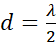 d = λ/2